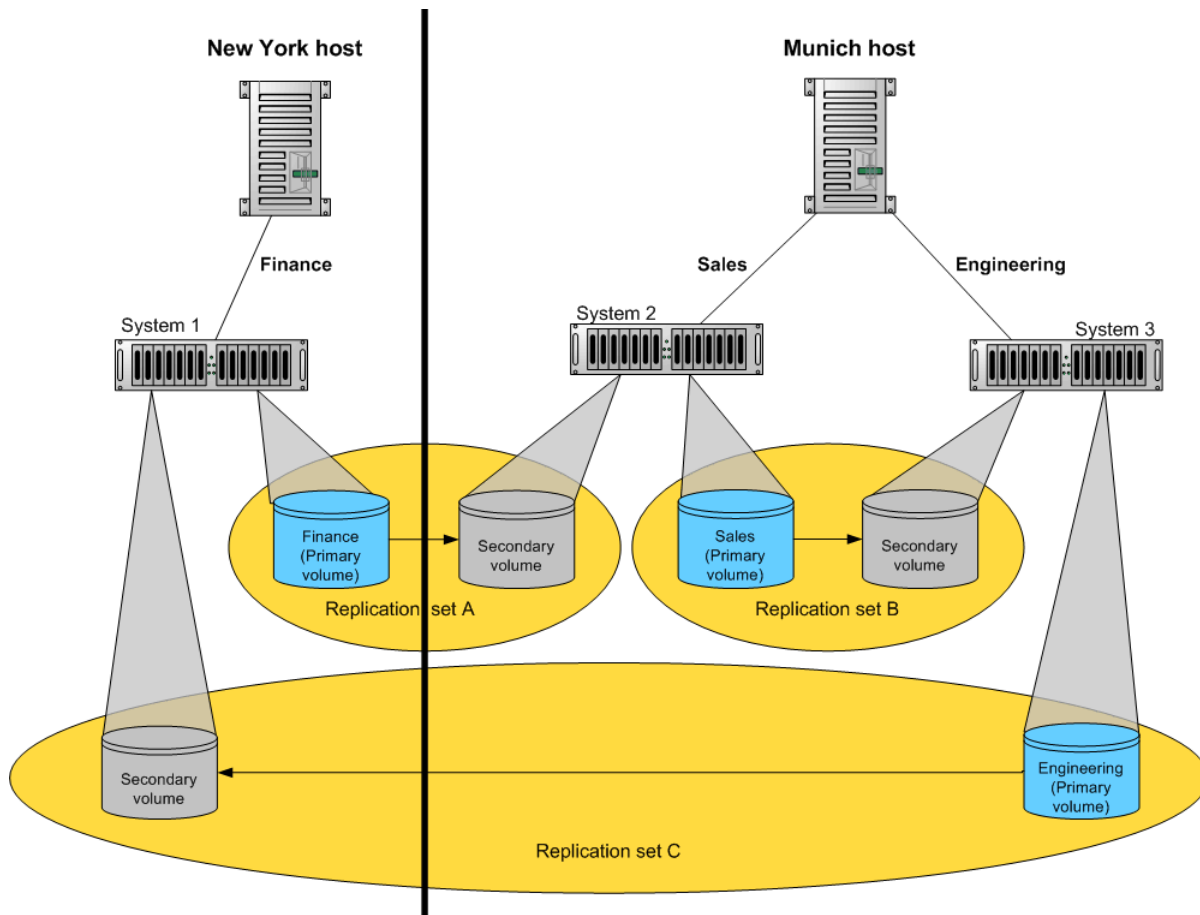 New York host
Munich host
Finance
Sales
Engineering
System 1
System 2
System 3
Finance
(Primary
volume)
Secondary
volume
Sales
(Primary
volume)
Secondary
volume
Replication set A
Replication set B
Secondary
volume
Engineering
(Primary
volume)
Replication set C